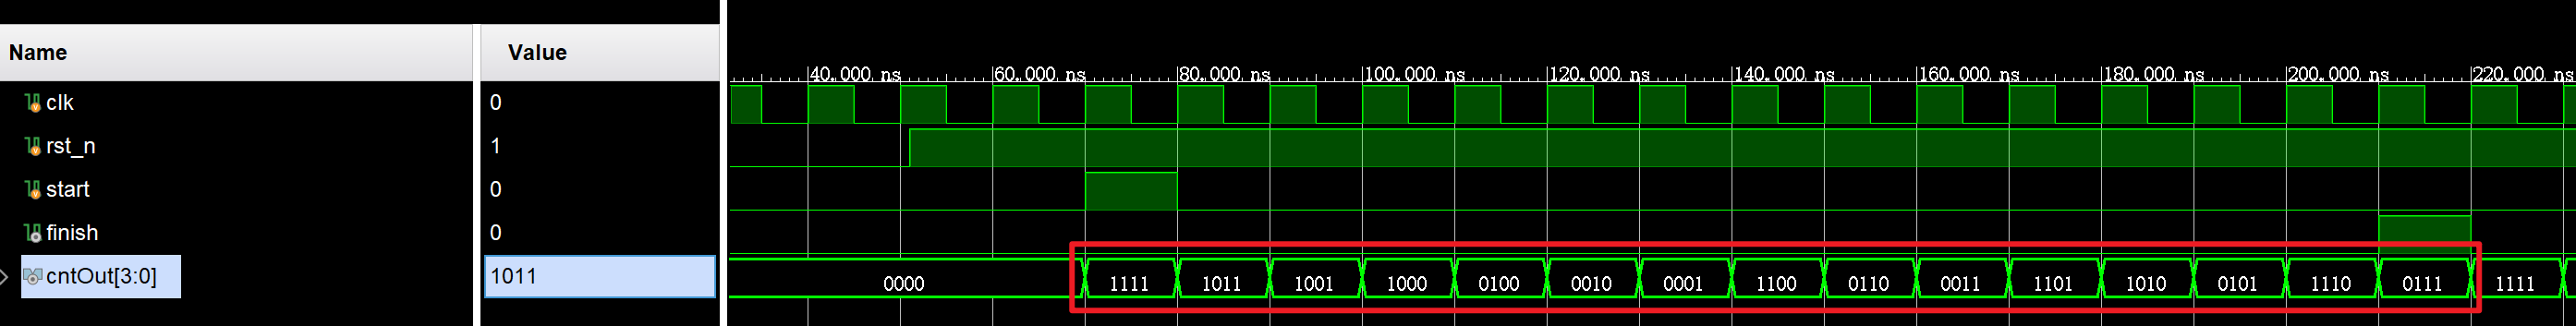 Name Value
40.000 ns 60.000 ns 80.000 ns 100.000 ns 120.000 ns 140.000 ns 160.000 ns 180.000 ns 200.000 ns 220.000 ns
clk 0
rst_n 1
start 0
finish 0
cntOut[3:0] 1011 0000 1111 1011 1001 1000 0100 0010 0001 1100 0110 0011 1101 1010 0101 1110 0111 1111